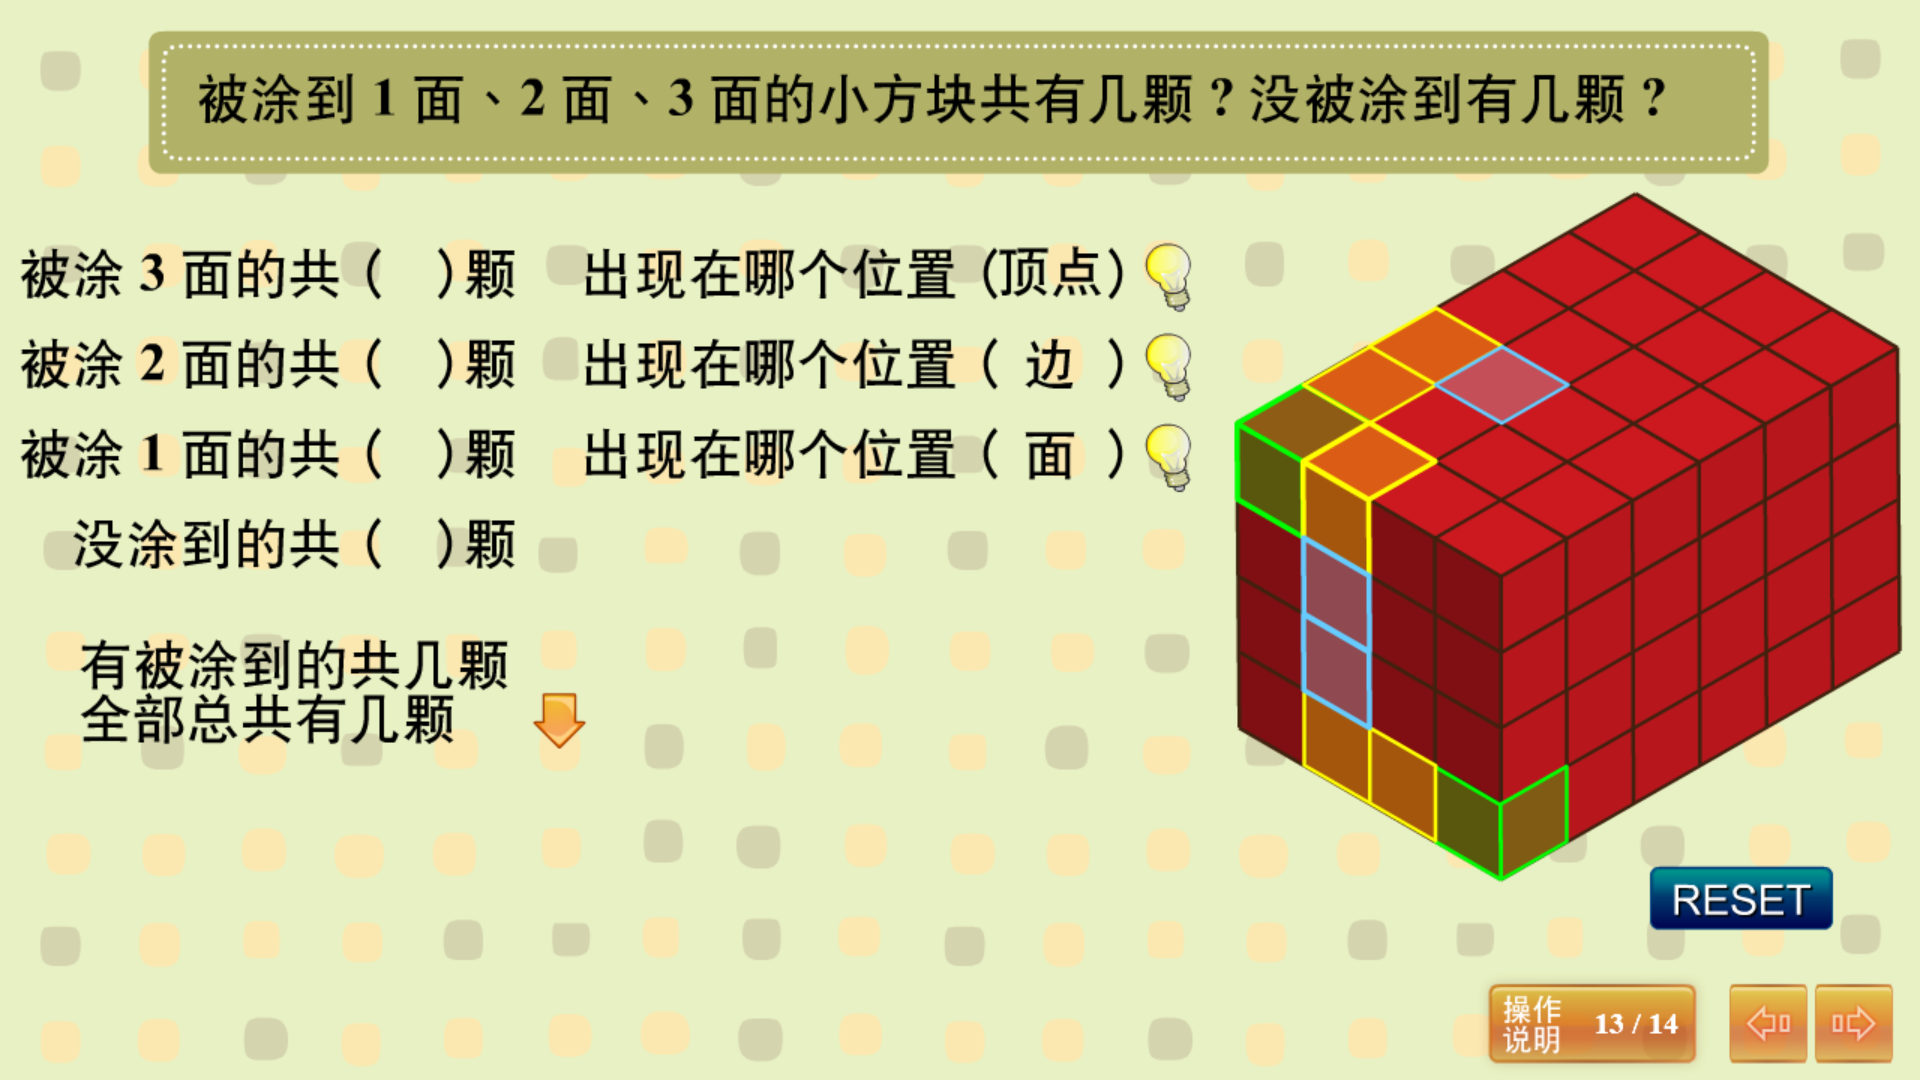 被涂到 1 面、2 面、3 面的小方块共有几颗？没被涂到有几颗？
被涂 3 面的共（　）颗　出现在哪个位置（顶点）
被涂 2 面的共（　）颗　出现在哪个位置（ 边 ）
被涂 1 面的共（　）颗　出现在哪个位置（ 面 ）
没涂到的共（　）颗
有被涂到的共几颗
全部总共有几颗
RESET
操作
说明
13 / 14